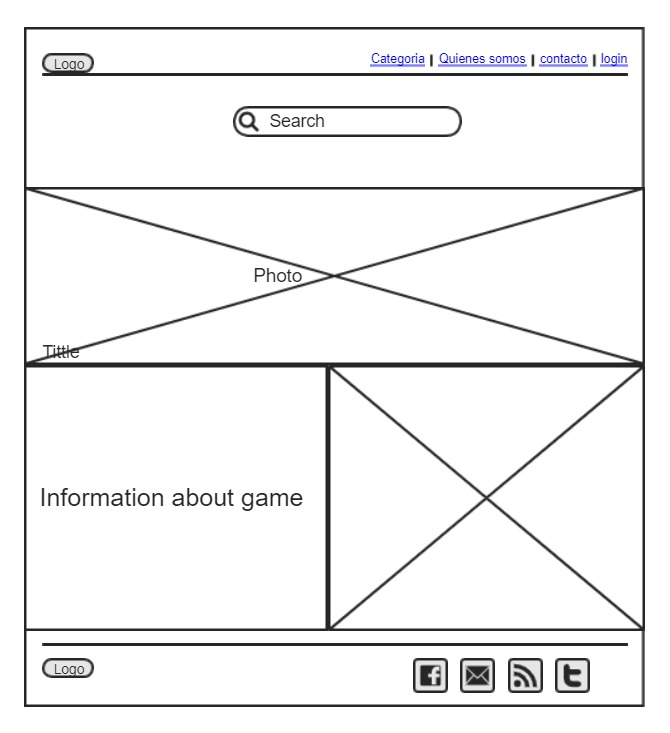 Logo
Categoria | Quienes somos | contacto | login
Search
Photo
Tittle
Information about game
Logo